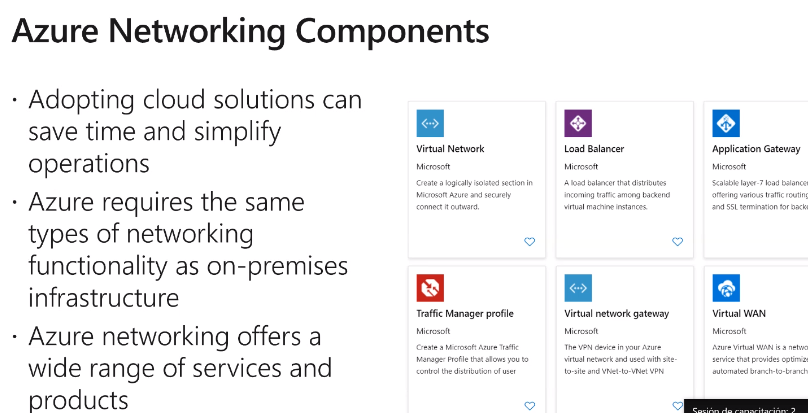 Azure Networking Components
• Adopting cloud solutions can
save time and simplify
operations
• Azure requires the same
types of networking
functionality as on-premises
infrastructure
• Azure networking offers a
wide range of services and
products
Virtual Network
Microsoft
Create a logically isolated section in
Microsoft Azure and securely
connect it outward.
Load Balancer
Microsoft
A load balancer that distributes
incoming traffic among backend
virtual machine instances.
Application Gateway
Microsoft
Scalable layer-7 load balancer
offering various traffic routing
and SSL termination for backe
Traffic Manager profile
Microsoft
Create a Microsoft Azure Traffic
Manager Profile that allows you to
control the distribution of user
Virtual network gateway
Microsoft
The VPN device in your Azure
virtual network and used with site-
to-site and VNet-to-VNet VPN
Virtual WAN
Microsoft
Azure Virtual WAN is a netwo
service that provides optimize
automated branch-to-branch
Sesión de capacitación: 2